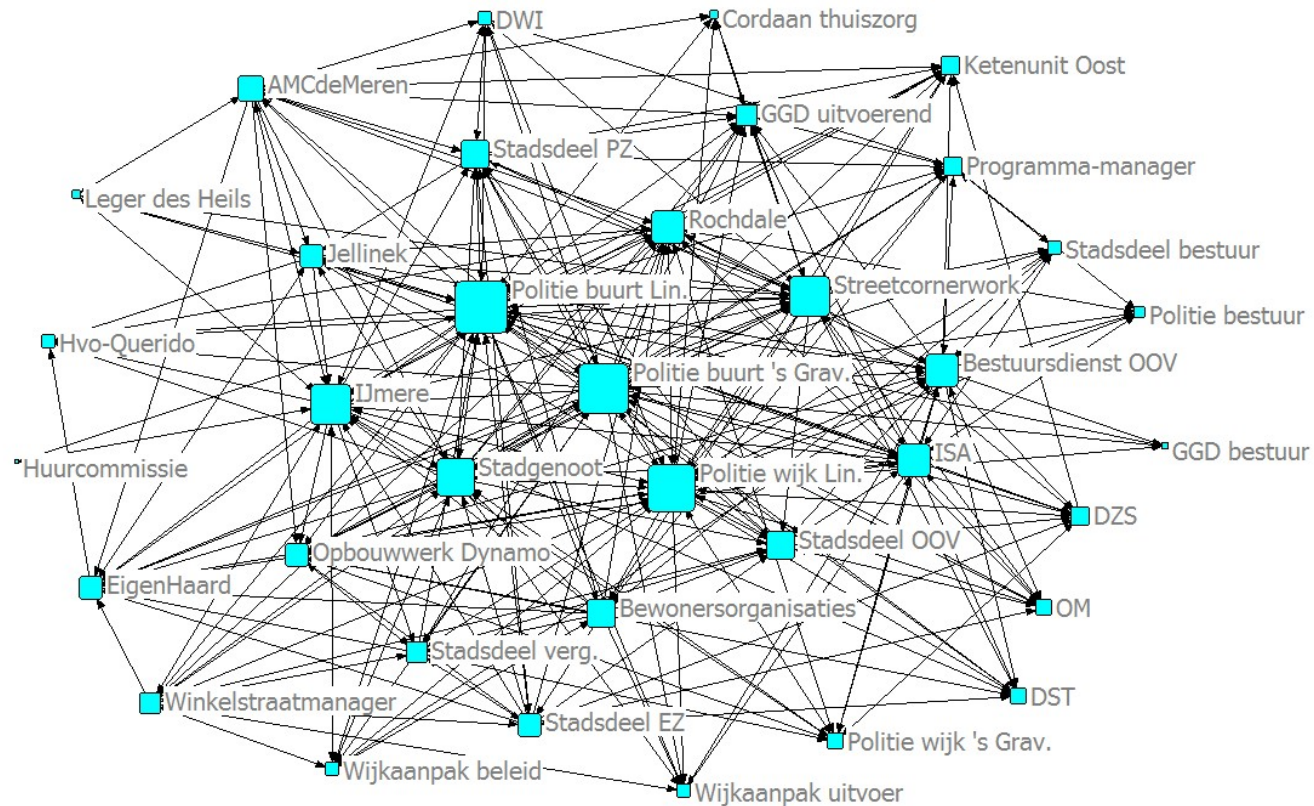 DWI
Cordaan thuiszorg
Ketenunit Oost
AMCdeMeren
GGD uitvoerend
Stadsdeel PZ
Programma-manager
Leger des Heils
Rochdale
Stadsdeel bestuur
Jellinek
Politie buurt Lin.
Streetcornerwork
Politie bestuur
Hvo-Querido
Bestuursdienst OOV
Politie buurt 's Grav.
IJmere
GGD bestuur
ISA
Huurcommissie
Stadgenoot
Politie wijk Lin.
DZS
Stadsdeel OOV
Opbouwwerk Dynamo
EigenHaard
Bewonersorganisaties
OM
Stadsdeel verg.
Winkelstraatmanager
DST
Stadsdeel EZ
Politie wijk 's Grav.
Wijkaanpak beleid
Wijkaanpak uitvoer